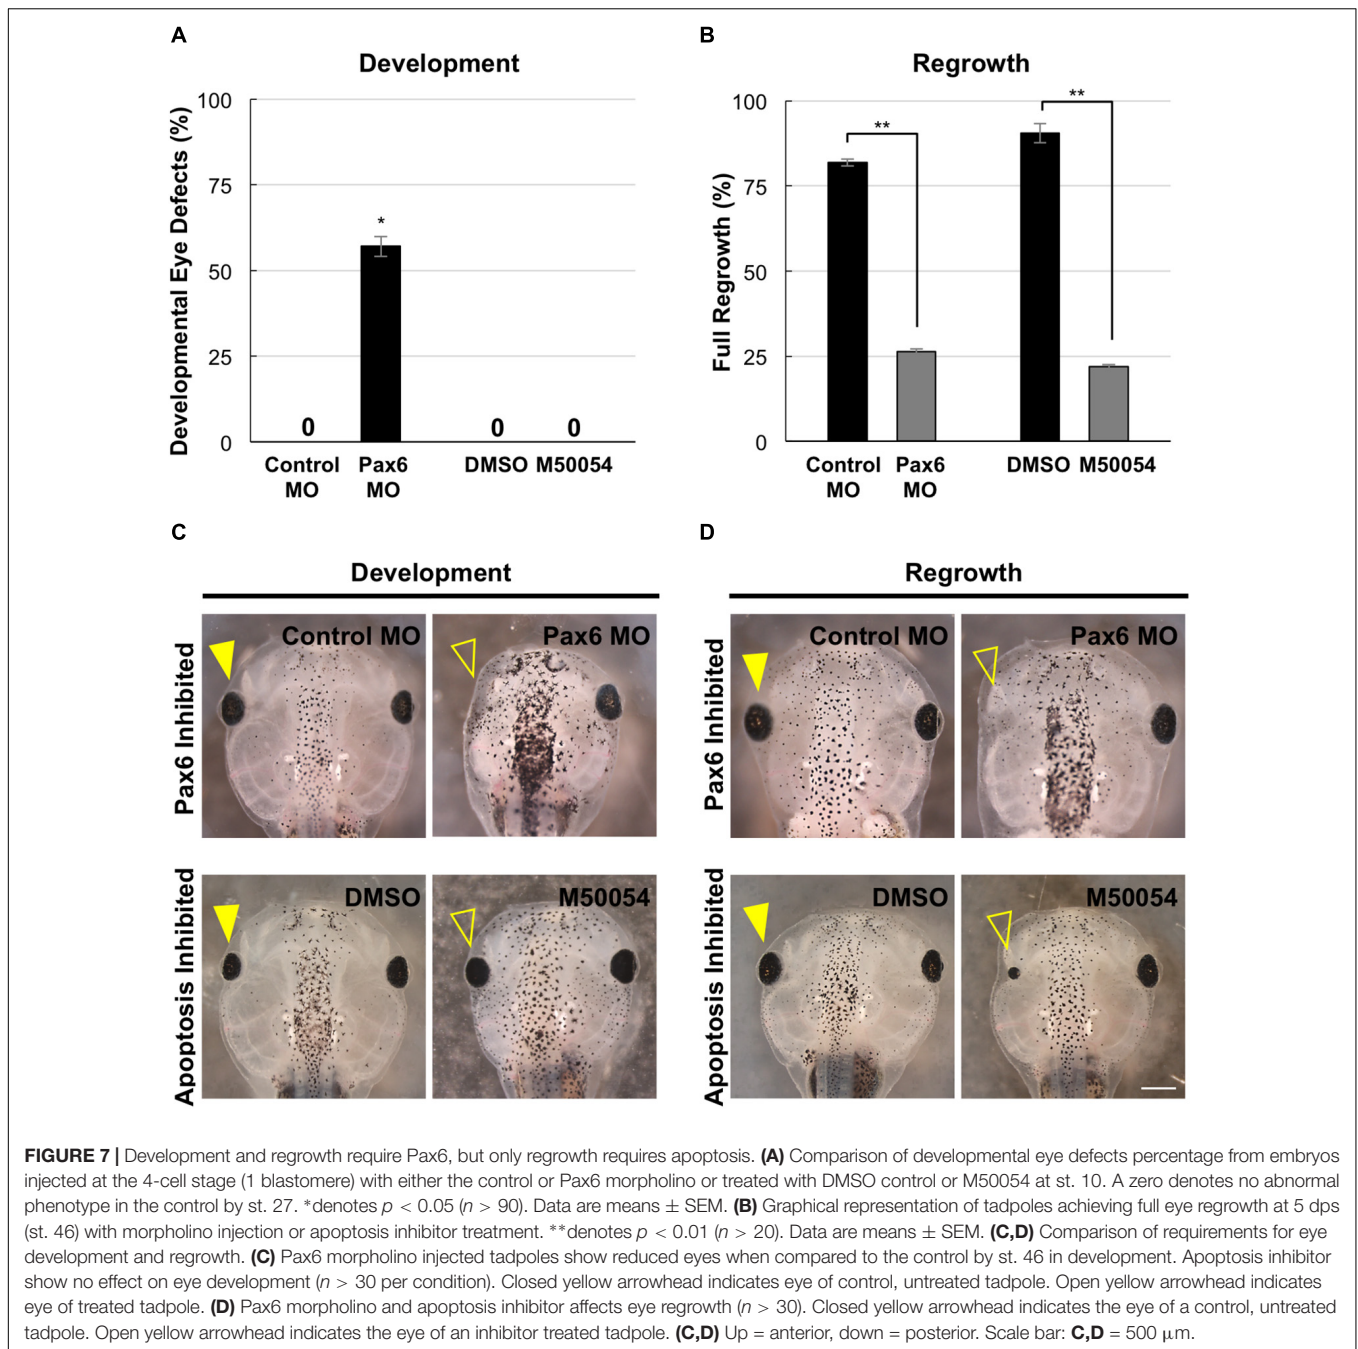 A
Development
Developmental Eye Defects (%)
100
75
50
25
0
*
0
0
0
Control MO
Pax6 MO
DMSO
M50054
B
Regrowth
Full Regrowth (%)
100
75
50
25
0
**
**
Control MO
Pax6 MO
DMSO
M50054
C
Development
Pax6 Inhibited
Control MO
Pax6 MO
Apoptosis Inhibited
DMSO
M50054
D
Regrowth
Pax6 Inhibited
Control MO
Pax6 MO
Apoptosis Inhibited
DMSO
M50054
FIGURE 7 | Development and regrowth require Pax6, but only regrowth requires apoptosis. (A) Comparison of developmental eye defects percentage from embryos
injected at the 4-cell stage (1 blastomere) with either the control or Pax6 morpholino or treated with DMSO control or M50054 at st. 10. A zero denotes no abnormal
phenotype in the control by st. 27. *denotes p < 0.05 (n > 90). Data are means ± SEM. (B) Graphical representation of tadpoles achieving full eye regrowth at 5 dps
(st. 46) with morpholino injection or apoptosis inhibitor treatment. **denotes p < 0.01 (n > 20). Data are means ± SEM. (C,D) Comparison of requirements for eye
development and regrowth. (C) Pax6 morpholino injected tadpoles show reduced eyes when compared to the control by st. 46 in development. Apoptosis inhibitor
show no effect on eye development (n > 30 per condition). Closed yellow arrowhead indicates eye of control, untreated tadpole. Open yellow arrowhead indicates
eye of treated tadpole. (D) Pax6 morpholino and apoptosis inhibitor affects eye regrowth (n > 30). Closed yellow arrowhead indicates the eye of a control, untreated
tadpole. Open yellow arrowhead indicates the eye of an inhibitor treated tadpole. (C,D) Up = anterior, down = posterior. Scale bar: C,D = 500 μm.